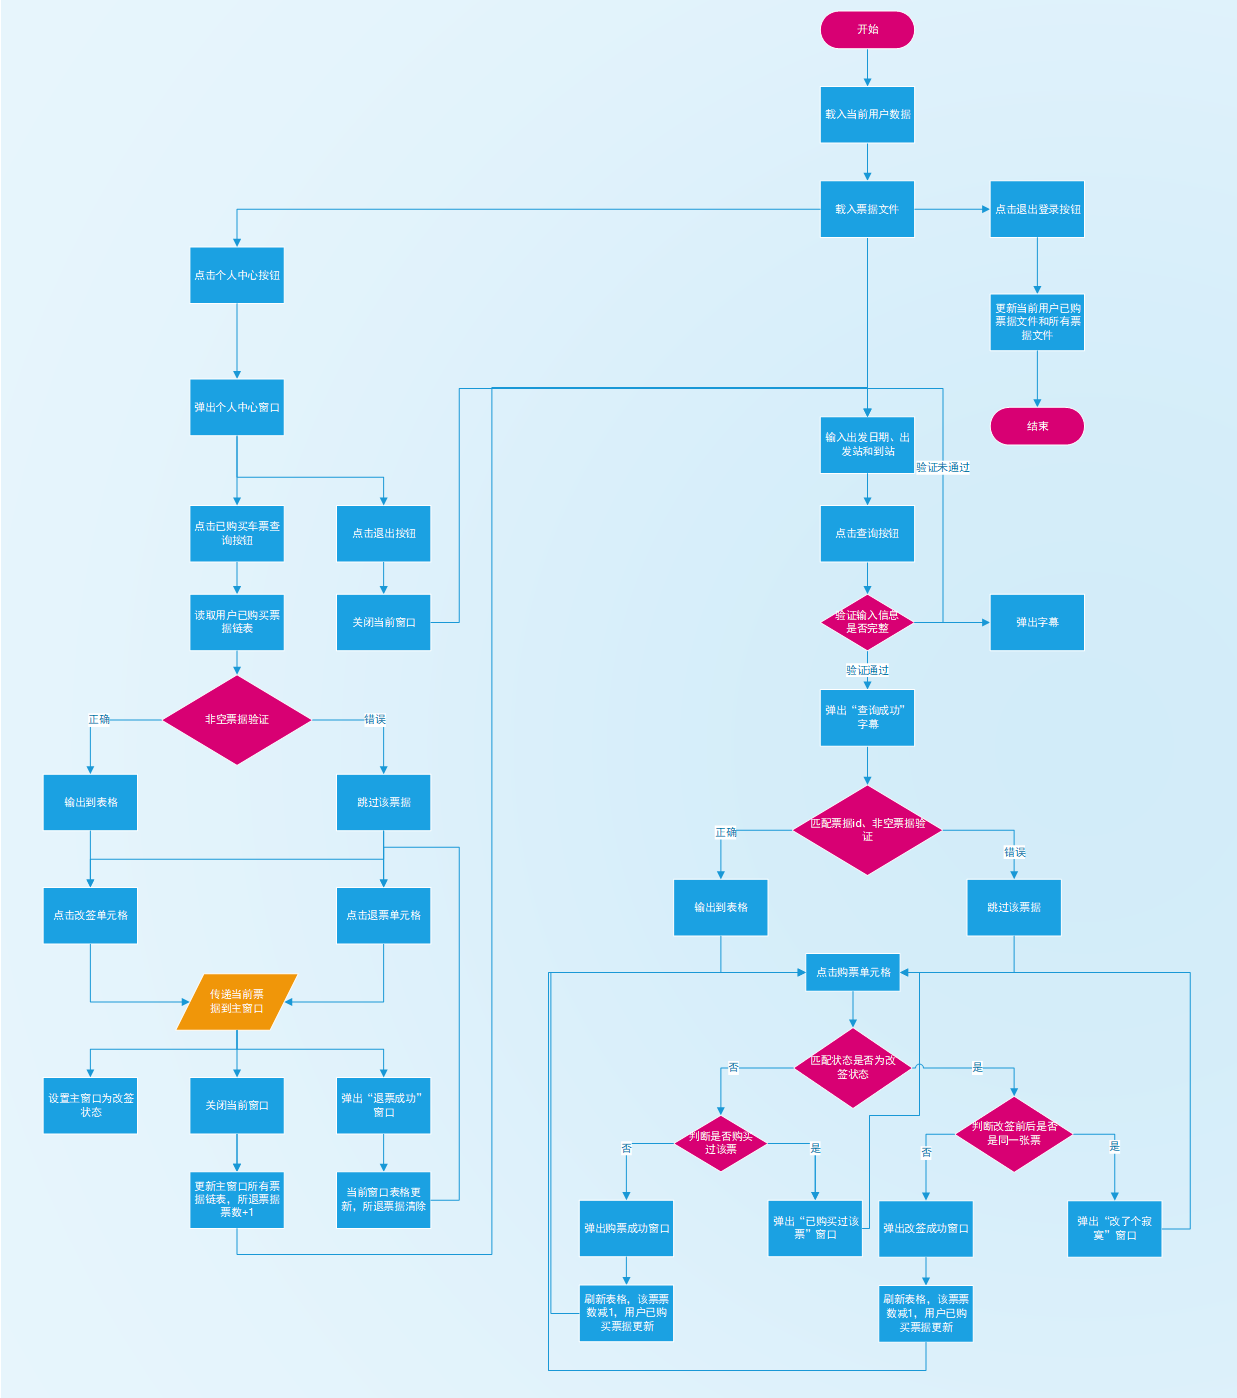 开始
载入当前用户数据
载入票据文件
点击退出登录按钮
点击个人中心按钮
更新当前用户已购
票据文件和所有票
据文件
弹出个人中心窗口
结束
输入出发日期、出
发站和到站
验证未通过
点击已购买车票查
询按钮
点击退出按钮
点击查询按钮
读取用户已购买票
据链表
关闭当前窗口
验证输入信息
是否完整
弹出字幕
验证通过
弹出“查询成功”
字幕
非空票据验证
正确
错误
输出到表格
跳过该票据
匹配票据id、非空票据验
证
正确
错误
点击改签单元格
点击退票单元格
输出到表格
跳过该票据
点击购票单元格
传递当前票
据到主窗口
匹配状态是否为改
签状态
否
是
设置主窗口为改签
状态
关闭当前窗口
弹出“退票成功”
窗口
判断是否购买
过该票
判断改签前后是否
是同一张票
否
是
否
是
更新主窗口所有票
据链表，所退票据
票数+1
当前窗口表格更
新，所退票据清除
弹出购票成功窗口
弹出“已购买过该
票”窗口
弹出改签成功窗口
弹出“改了个寂
寞”窗口
刷新表格，该票票
数减1，用户已购
买票据更新
刷新表格，该票票
数减1，用户已购
买票据更新